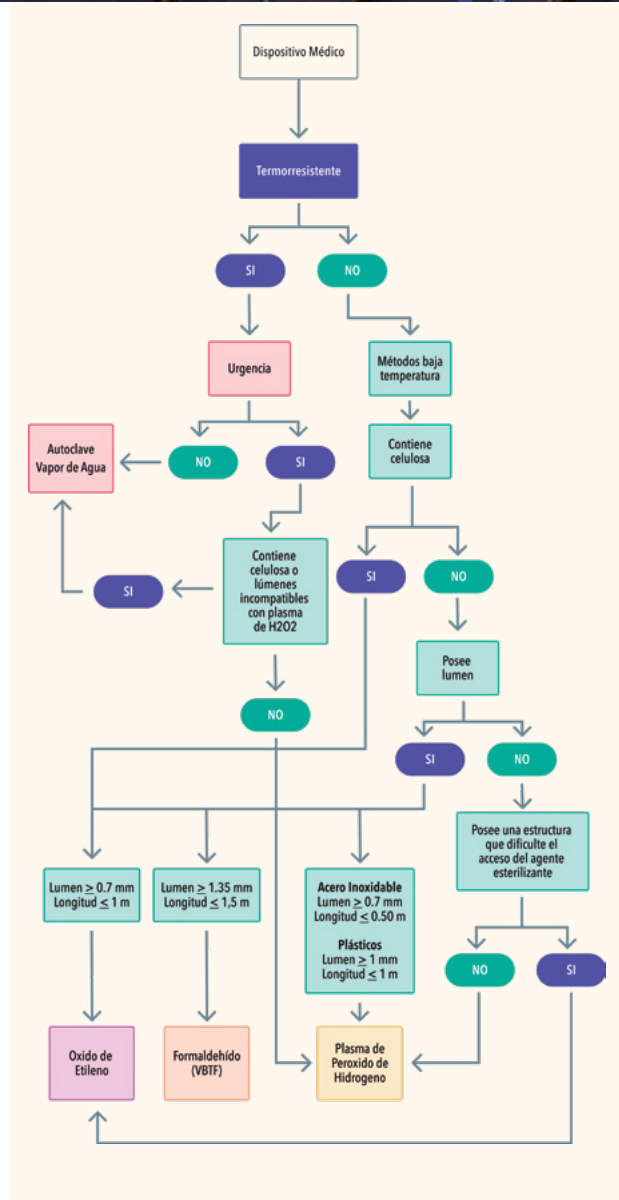 Dispositivo Médico
Termorresistente
SI
NO
Urgencia
Métodos baja
temperatura
Autoclave
Vapor de Agua
NO
SI
Contiene
celulosa
SI
Contiene
celulosa o
lúmenes
incompatibles
con plasma
de H2O2
SI
NO
Posee
lumen
NO
SI
NO
Posee una estructura
que dificulte el
acceso del agente
esterilizante
Lumen ≥ 0.7 mm
Longitud ≤ 1 m
Lumen ≥ 1.35 mm
Longitud ≤ 1,5 m
Acero Inoxidable
Lumen ≥ 0.7 mm
Longitud ≤ 0.50 m
Plásticos
Lumen ≥ 1 mm
Longitud ≤ 1 m
NO
SI
Oxido de
Etileno
Formaldehído
(VBTF)
Plasma de
Peroxido de
Hidrogeno